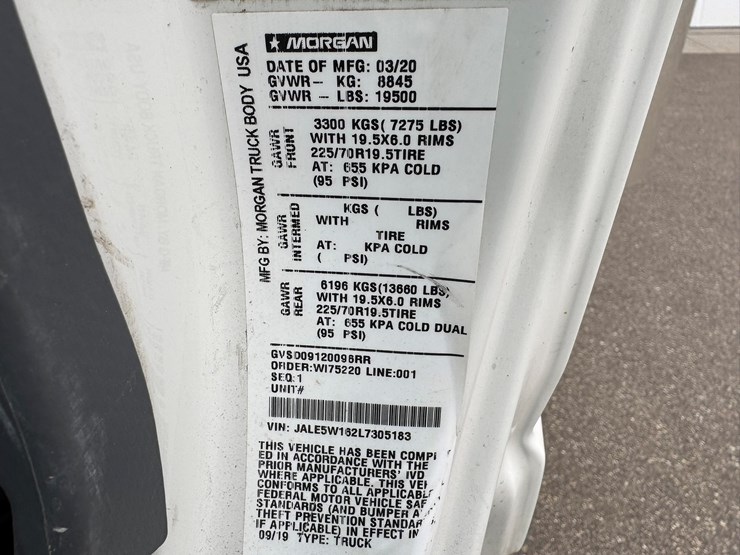 MORGAN
MFG BY: MORGAN TRUCK BODY USA
DATE OF MFG: 03/20
GVWR - KG: 8845
GVWR - LBS: 19500
GAWR
FRONT
3300 KGS( 7275 LBS)
WITH 19.5X6.0 RIMS
225/70R19.5TIRE
AT: 655 KPA COLD
(95 PSI)
GAWR
INTERMED
KGS ( LBS)
WITH RIMS
TIRE
AT: KPA COLD
( PSI)
GAWR
REAR
6196 KGS(13660 LBS)
WITH 19.5X6.0 RIMS
225/70R19.5TIRE
AT: 655 KPA COLD DUAL
(95 PSI)
GVSD09120096RR
ORDER:WI75220 LINE:001
SEQ:1
UNIT#
VIN: JALE5W162L7305183
THIS VEHICLE HAS BEEN COMPL
ED IN ACCORDANCE WITH THE
PRIOR MANUFACTURERS' IVD
WHERE APPLICABLE. THIS VEH
CONFORMS TO ALL APPLICABL
FEDERAL MOTOR VEHICLE SAF
STANDARDS (AND BUMPER A
THEFT PREVENTION STANDAR
IF APPLICABLE) IN EFFECT IN
09/19 TYPE: TRUCK